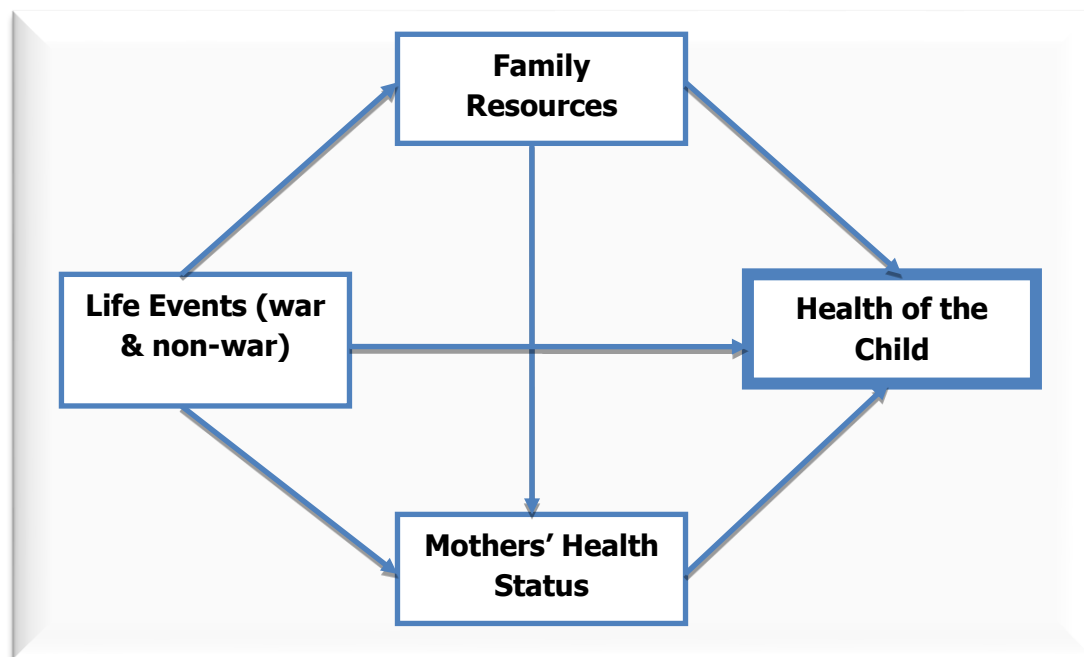 Family
Resources
Life Events (war
& non-war)
Health of the
Child
Mothers’ Health
Status